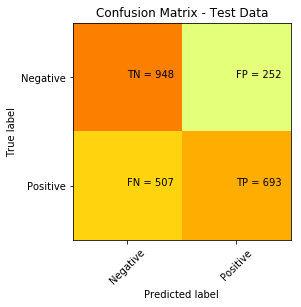 Confusion Matrix - Test Data
True label
Negative
TN = 948
FP = 252
Positive
FN = 507
TP = 693
Negative
Positive
Predicted label